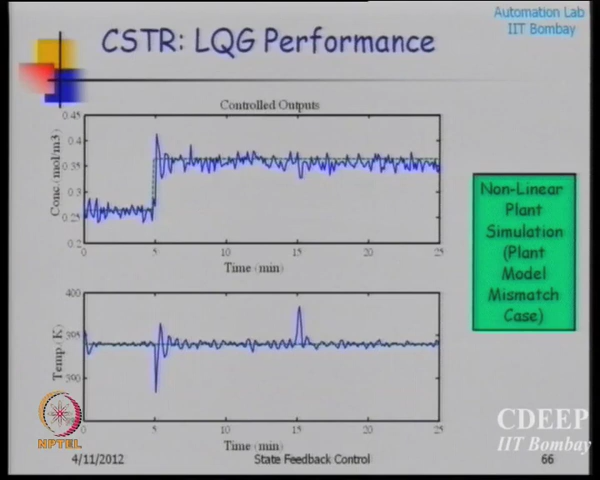 Automation Lab
IIT Bombay
CSTR: LQG Performance
Controlled Outputs
0.45
0.4
0.35
0.3
0.25
0.2
Conc.(mol/m3)
0
5
10
15
20
25
Time (min)
400
395
390
Temp.(K)
0
5
10
15
20
25
Time (min)
Non-Linear
Plant
Simulation
(Plant
Model
Mismatch
Case)
NPTEL
CDEEP
IIT Bombay
4/11/2012
State Feedback Control
66